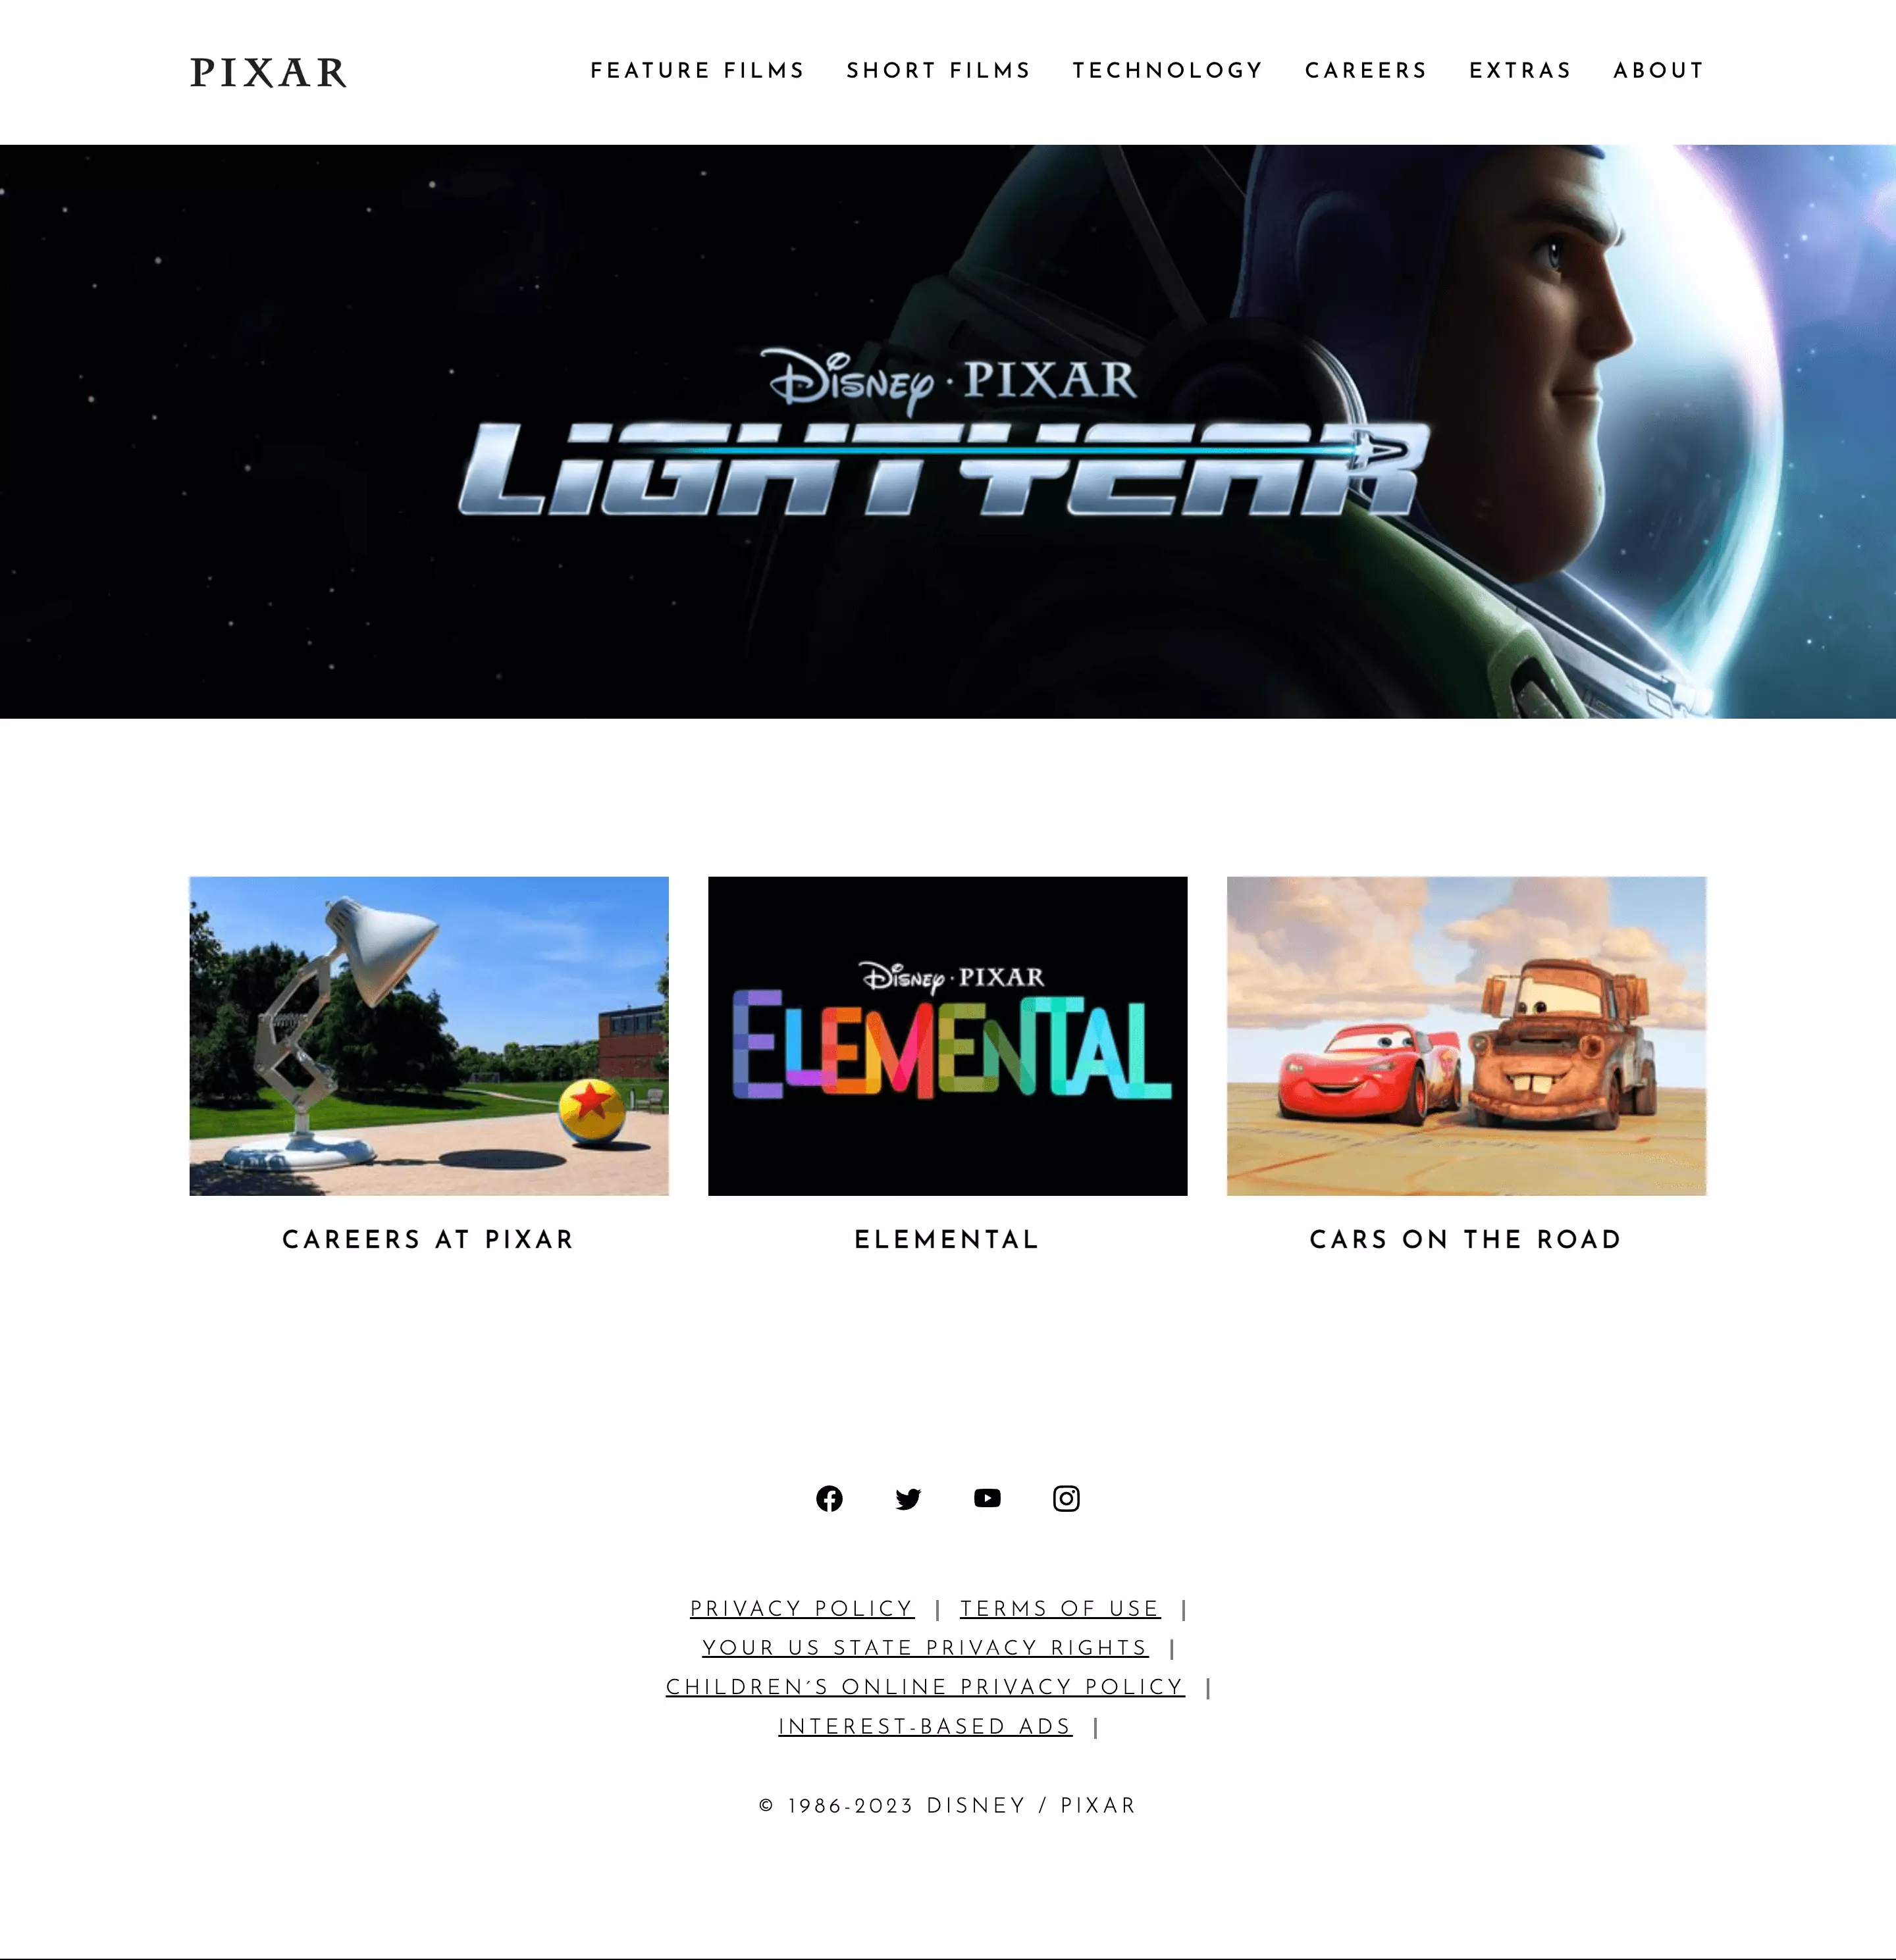 PIXAR
FEATURE FILMS SHORT FILMS TECHNOLOGY CAREERS EXTRAS ABOUT
Disney · PIXAR
LiGHTYEAR
Disney · PIXAR
ELEMENTAL
CAREERS AT PIXAR
ELEMENTAL
CARS ON THE ROAD
PRIVACY POLICY | TERMS OF USE |
YOUR US STATE PRIVACY RIGHTS |
CHILDREN´S ONLINE PRIVACY POLICY |
INTEREST-BASED ADS |
© 1986-2023 DISNEY / PIXAR